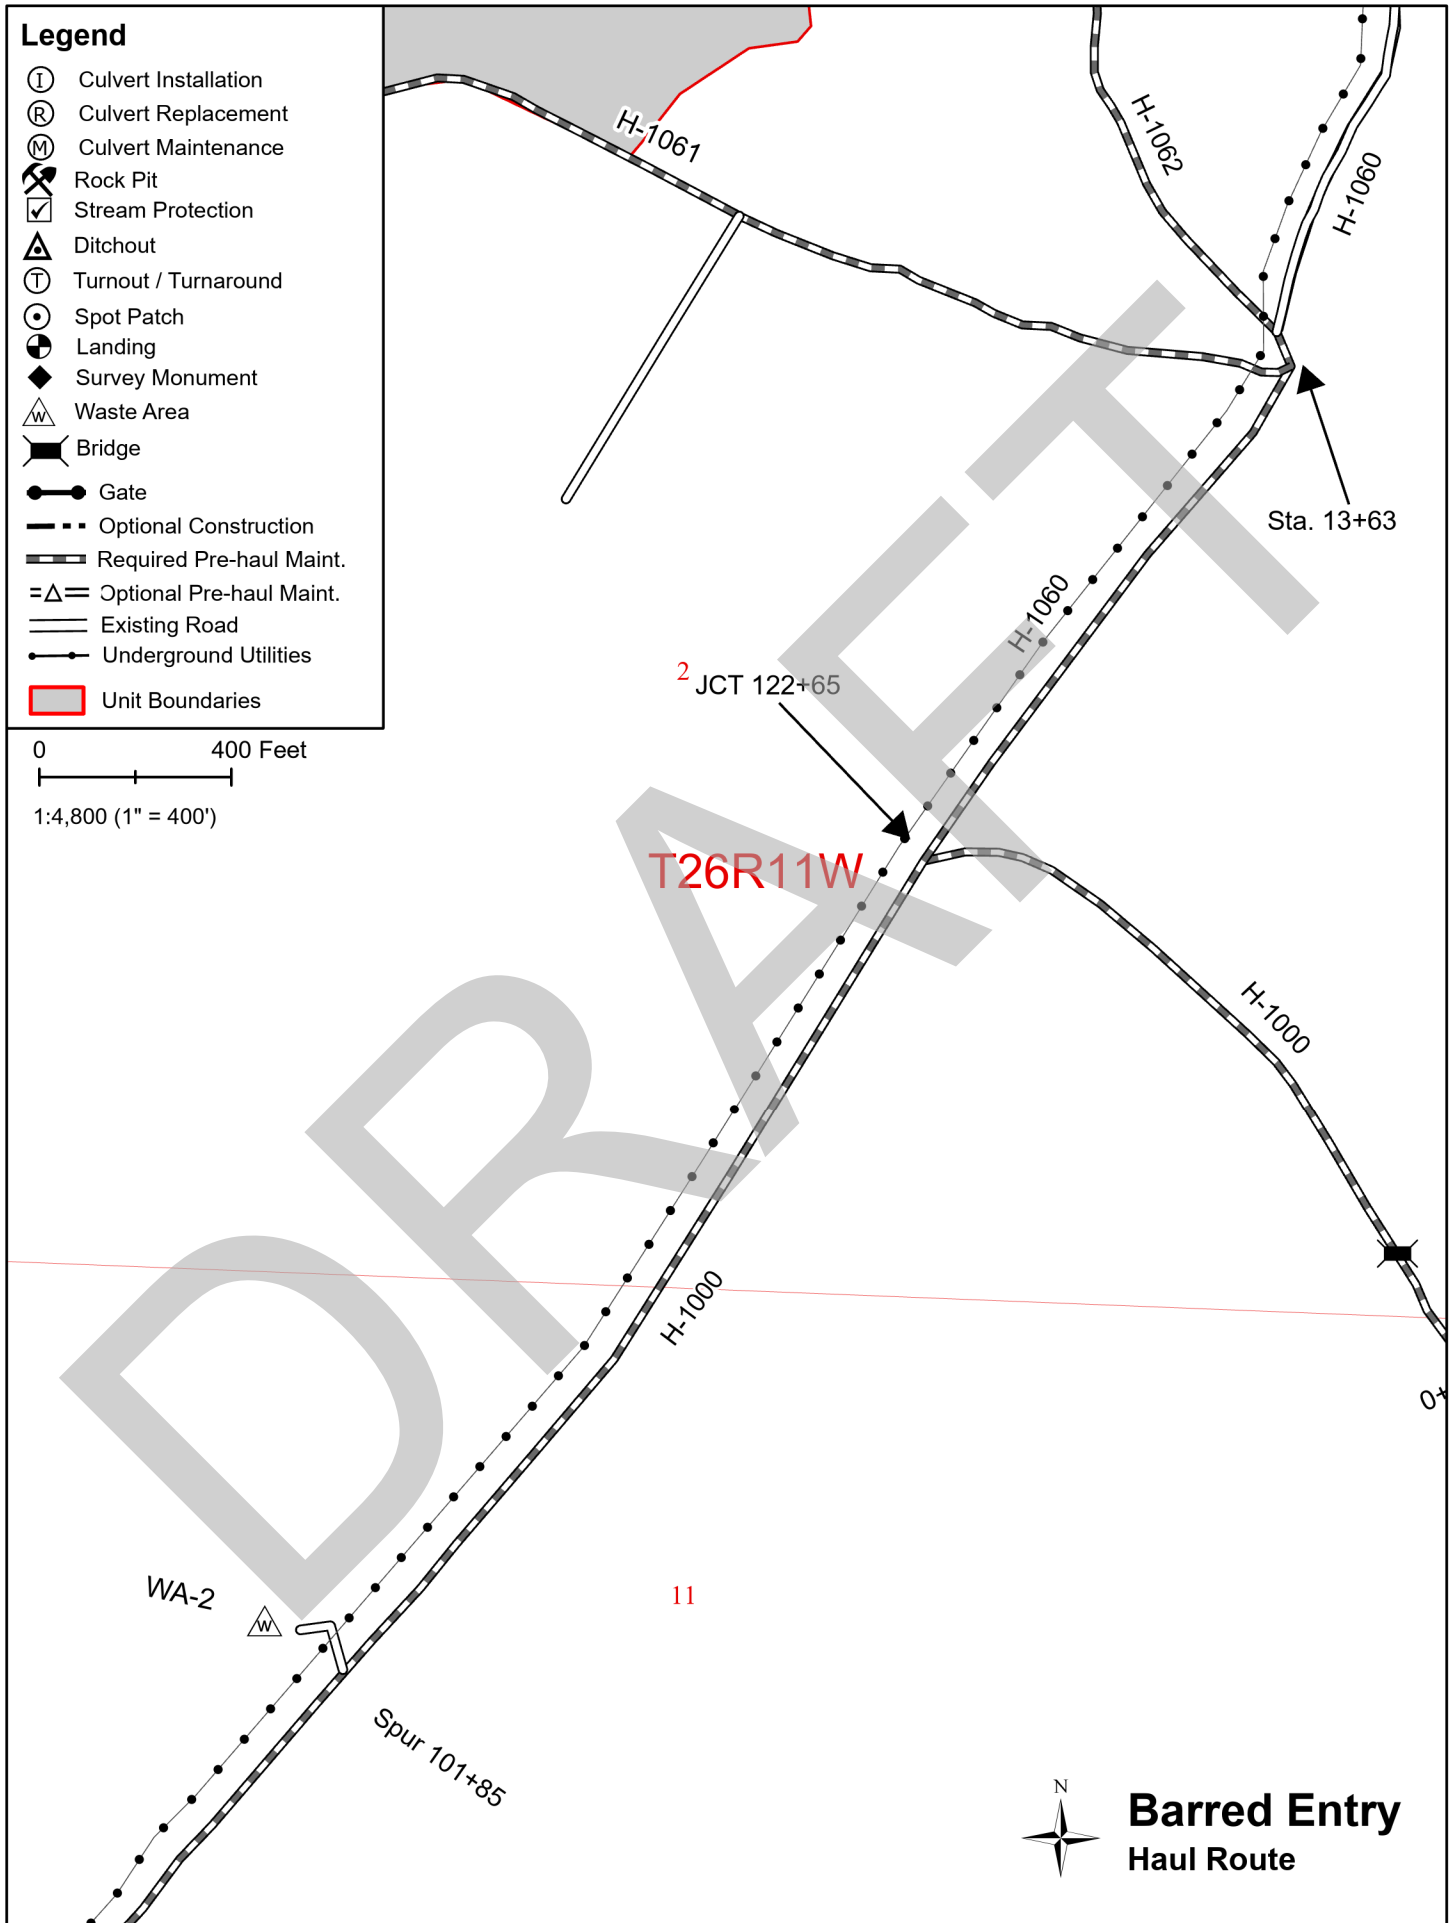 Legend
I Culvert Installation
R Culvert Replacement
M Culvert Maintenance
Rock Pit
Stream Protection
Ditchout
T Turnout / Turnaround
Spot Patch
Landing
Survey Monument
W Waste Area
Bridge
Gate
Optional Construction
Required Pre-haul Maint.
Optional Pre-haul Maint.
Existing Road
Underground Utilities
Unit Boundaries
0 400 Feet
1:4,800 (1" = 400')
H-1061
H-1062
H-1060
Sta. 13+63
H-1060
2
JCT 122+65
T26R11W
H-1000
H-1000
0+
WA-2
W
11
Spur 101+85
DRAFT
N
Barred Entry
Haul Route